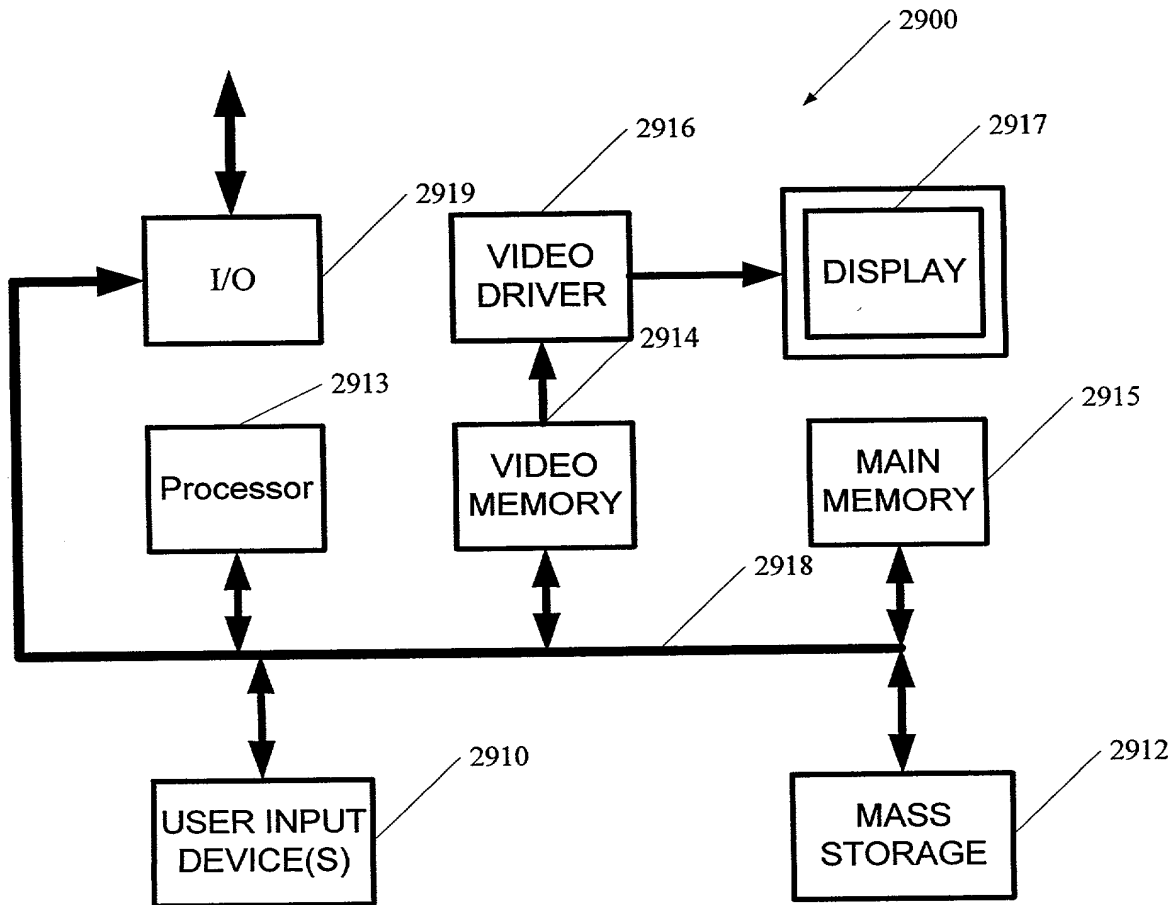 2900
2916
2917
2919
I/O
VIDEO
DRIVER
DISPLAY
2914
2913
2915
Processor
VIDEO
MEMORY
MAIN
MEMORY
2918
2910
2912
USER INPUT
DEVICE(S)
MASS
STORAGE